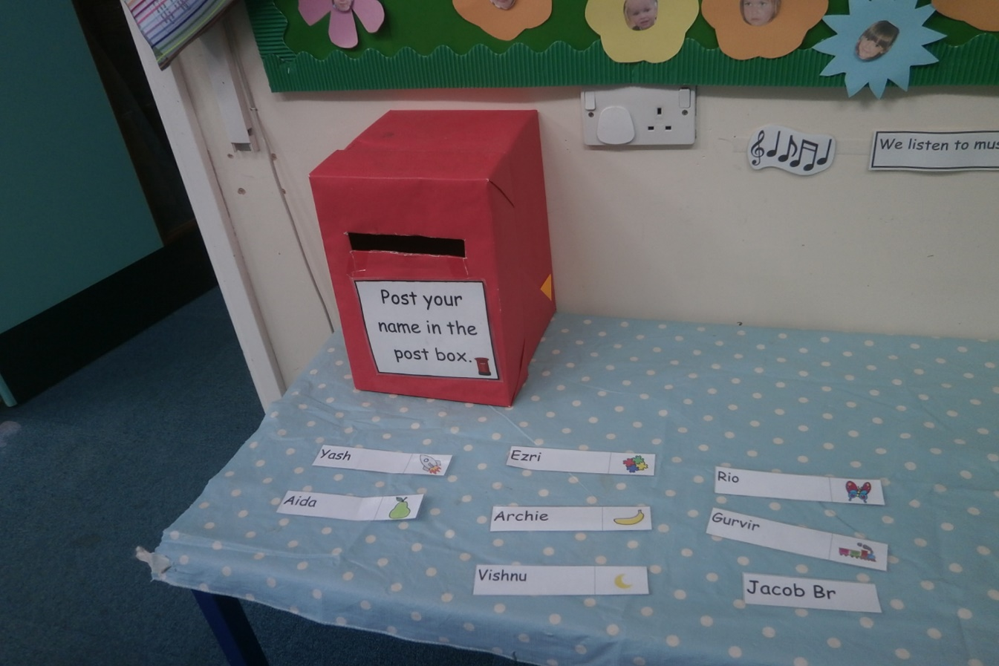 We listen to mus
Post your
name in the
post box.
Yash
Ezri
Rio
Aida
Archie
Gurvir
Vishnu
Jacob Br